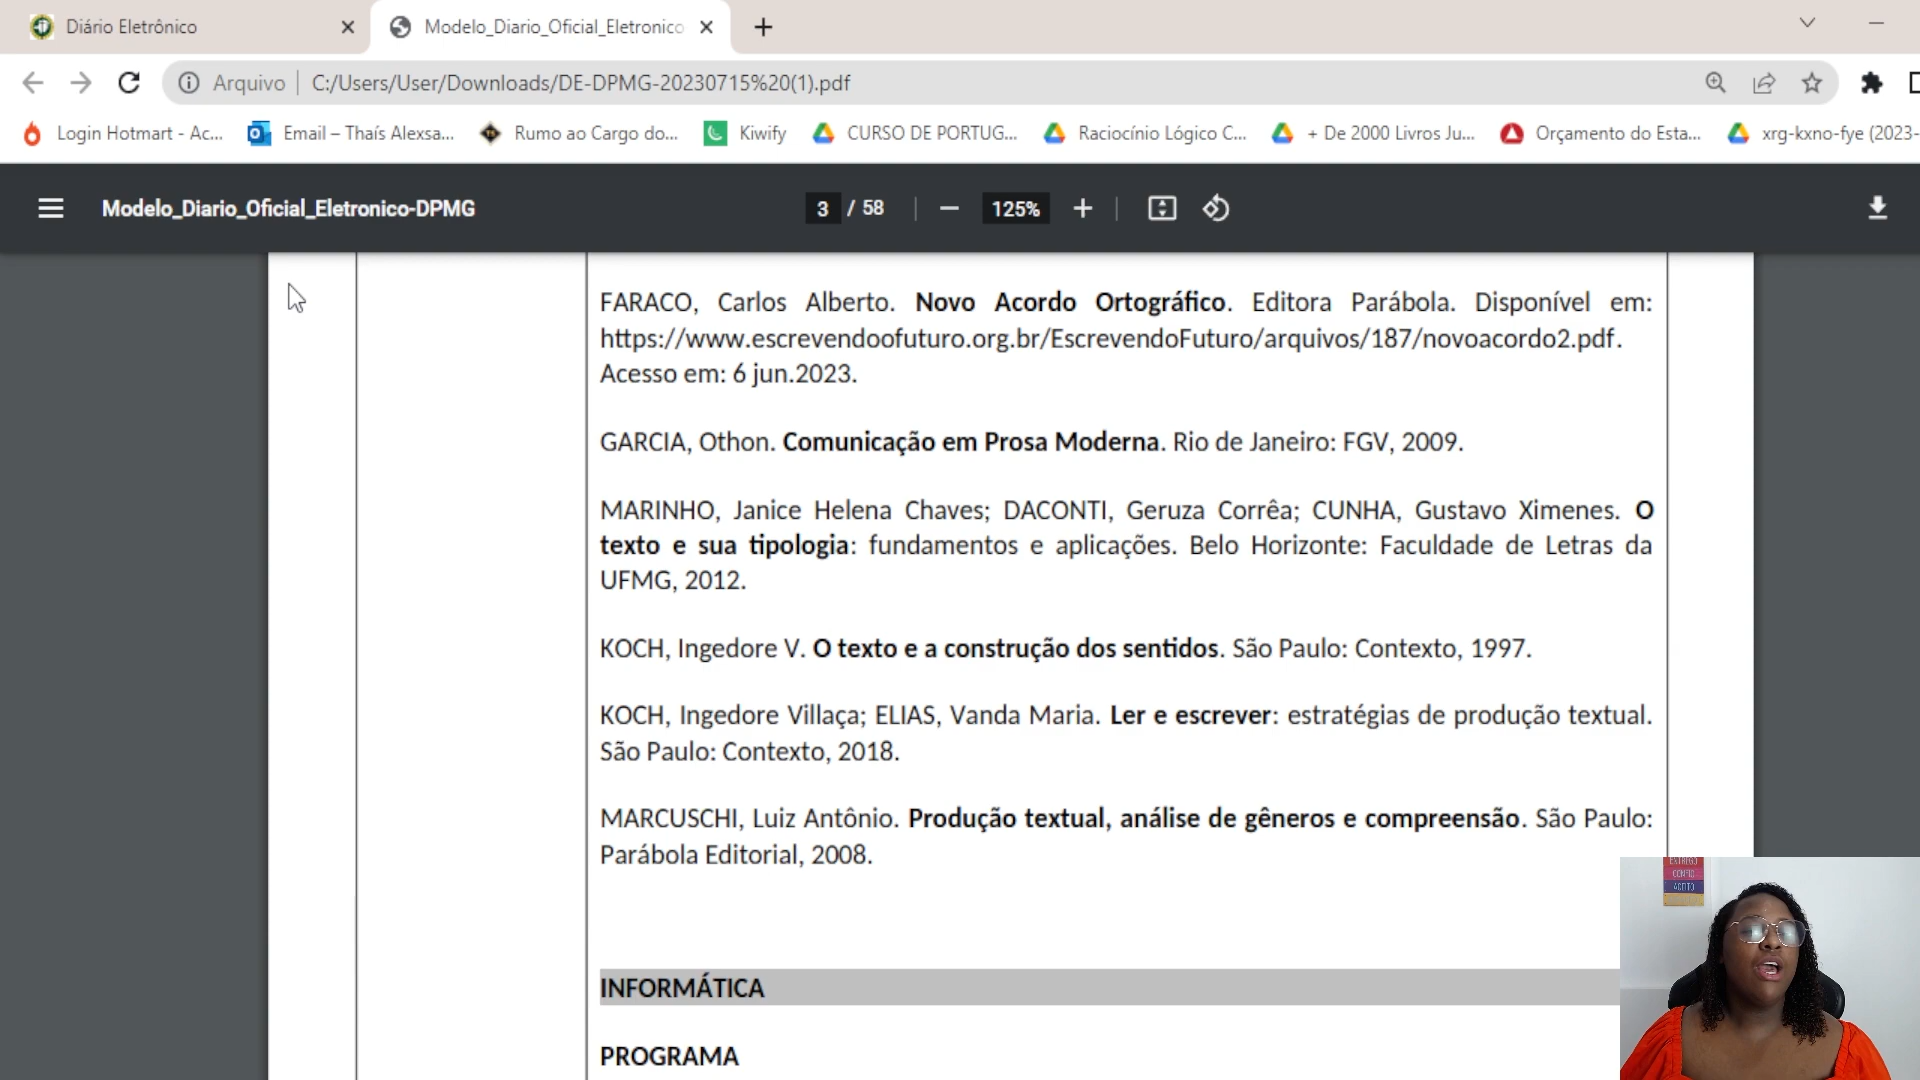 Diário Eletrônico
Modelo_Diario_Oficial_Eletronico
Arquivo
C:/Users/User/Downloads/DE-DPMG-20230715%20(1).pdf
Login Hotmart - Ac...
Email – Thaís Alexsa...
Rumo ao Cargo do...
Kiwify
CURSO DE PORTUG...
Raciocínio Lógico C...
+ De 2000 Livros Ju...
Orçamento do Esta...
xrg-kxno-fye (2023-
Modelo_Diario_Oficial_Eletronico-DPMG
3 / 58
125%
FARACO, Carlos Alberto. Novo Acordo Ortográfico. Editora Parábola. Disponível em:
https://www.escrevendoofuturo.org.br/EscrevendoFuturo/arquivos/187/novoacordo2.pdf.
Acesso em: 6 jun.2023.
GARCIA, Othon. Comunicação em Prosa Moderna. Rio de Janeiro: FGV, 2009.
MARINHO, Janice Helena Chaves; DACONTI, Geruza Corrêa; CUNHA, Gustavo Ximenes. O
texto e sua tipologia: fundamentos e aplicações. Belo Horizonte: Faculdade de Letras da
UFMG, 2012.
KOCH, Ingedore V. O texto e a construção dos sentidos. São Paulo: Contexto, 1997.
KOCH, Ingedore Villaça; ELIAS, Vanda Maria. Ler e escrever: estratégias de produção textual.
São Paulo: Contexto, 2018.
MARCUSCHI, Luiz Antônio. Produção textual, análise de gêneros e compreensão. São Paulo:
Parábola Editorial, 2008.
INFORMÁTICA
PROGRAMA
ENTREGO
CONFIO
ACEITO